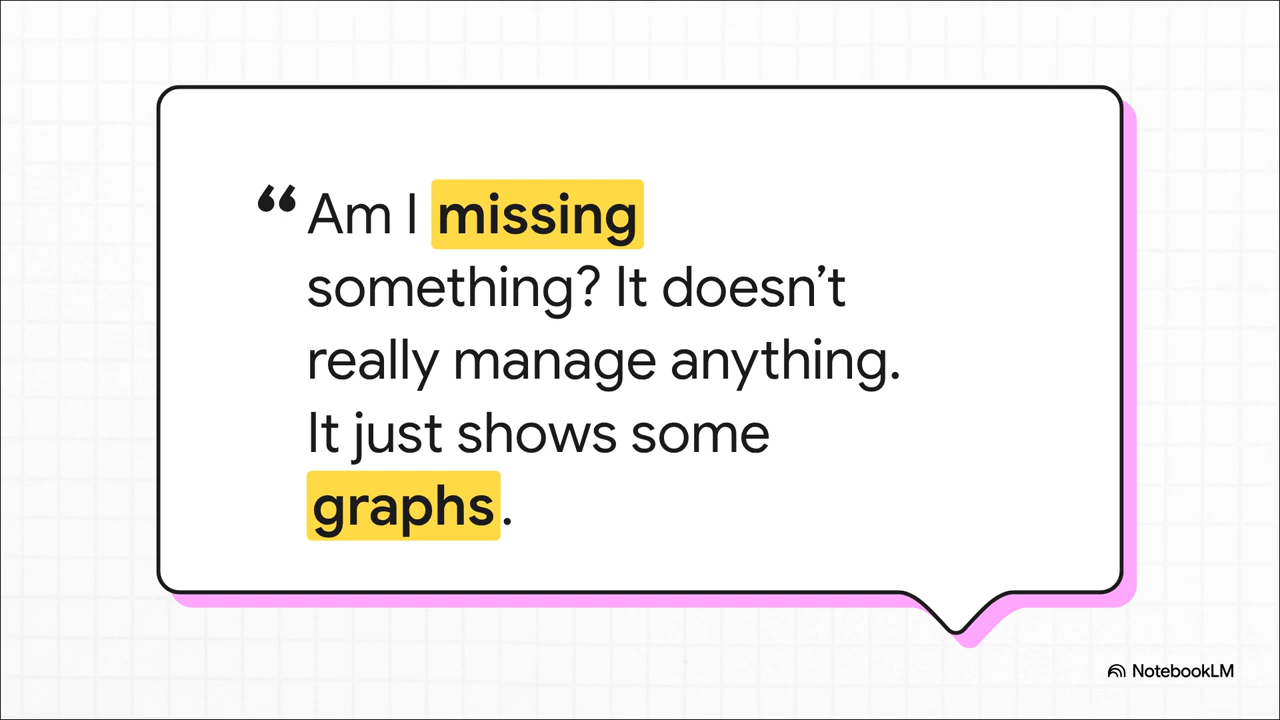 “ Am I missing
something? It doesn’t
really manage anything.
It just shows some
graphs.
NotebookLM